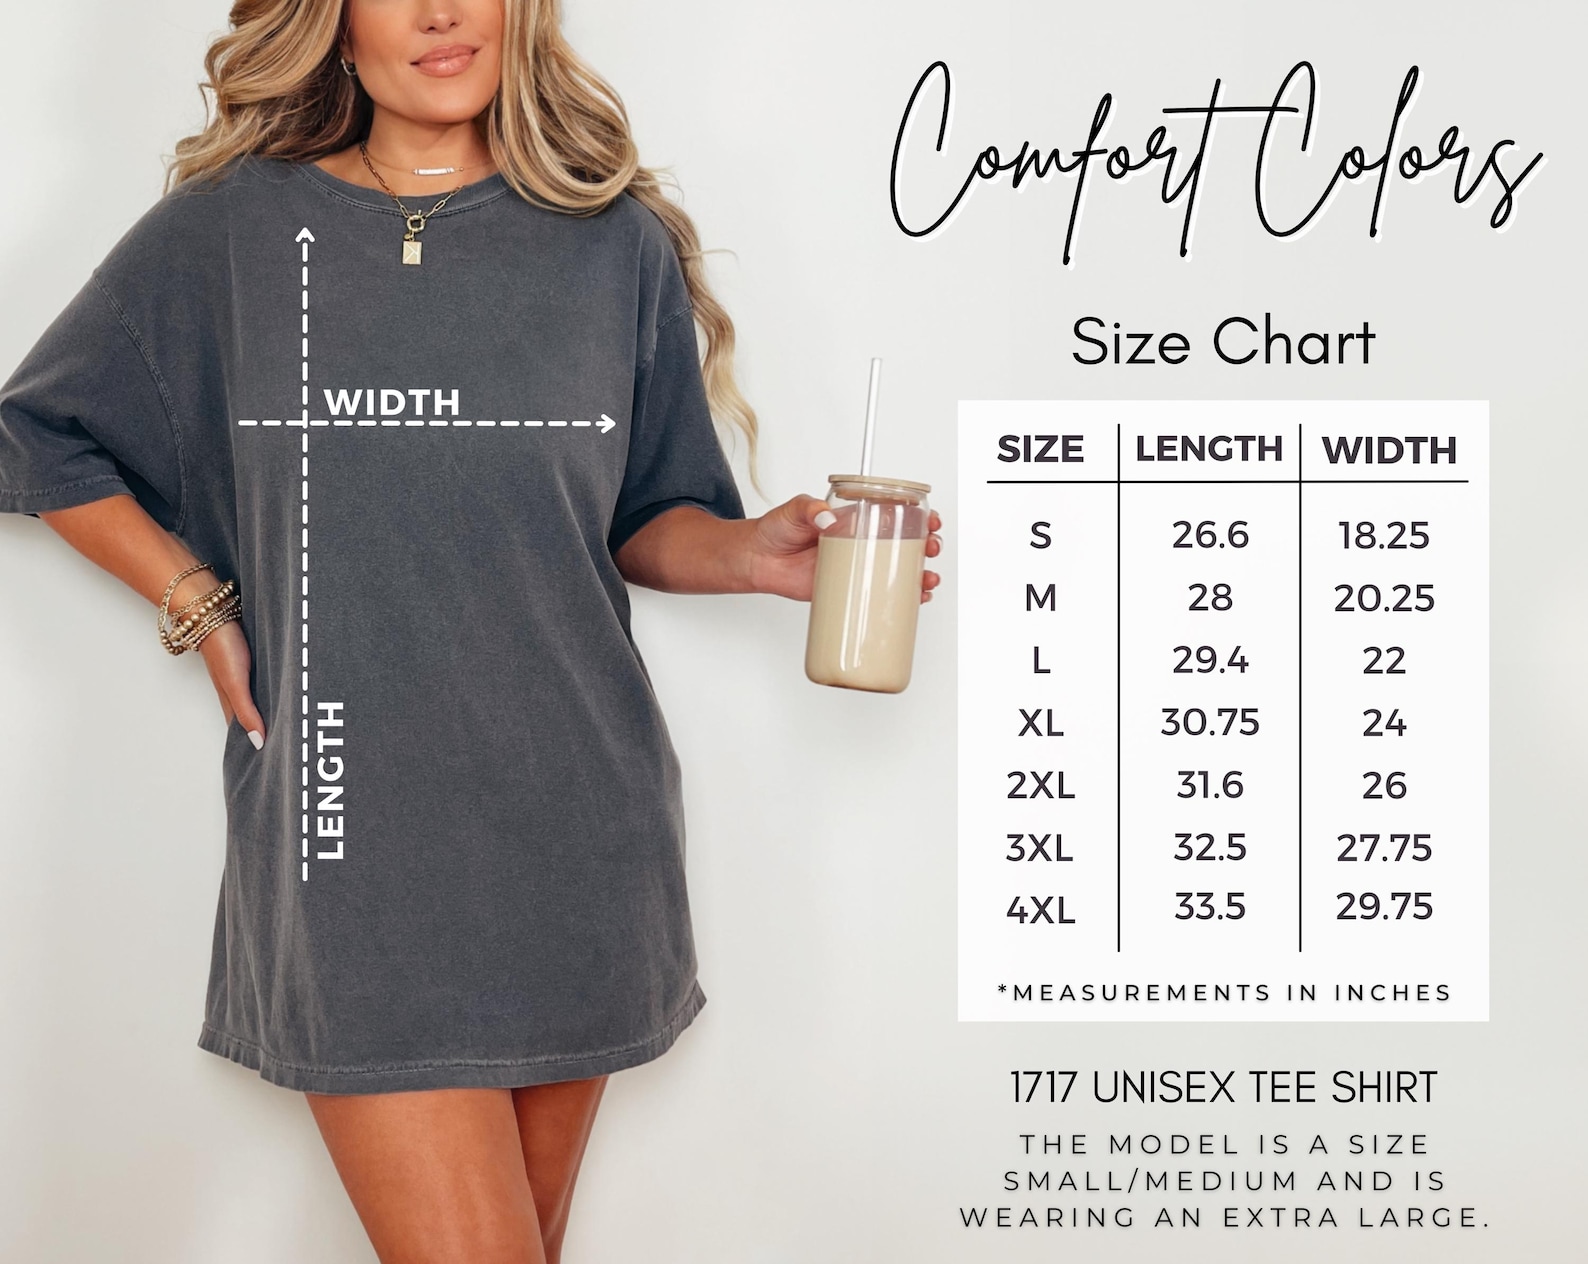 Comfort Colors
Size Chart
SIZE LENGTH WIDTH
S 26.6 18.25
M 28 20.25
L 29.4 22
XL 30.75 24
2XL 31.6 26
3XL 32.5 27.75
4XL 33.5 29.75
*MEASUREMENTS IN INCHES
1717 UNISEX TEE SHIRT
THE MODEL IS A SIZE
SMALL/MEDIUM AND IS
WEARING AN EXTRA LARGE.
WIDTH
LENGTH